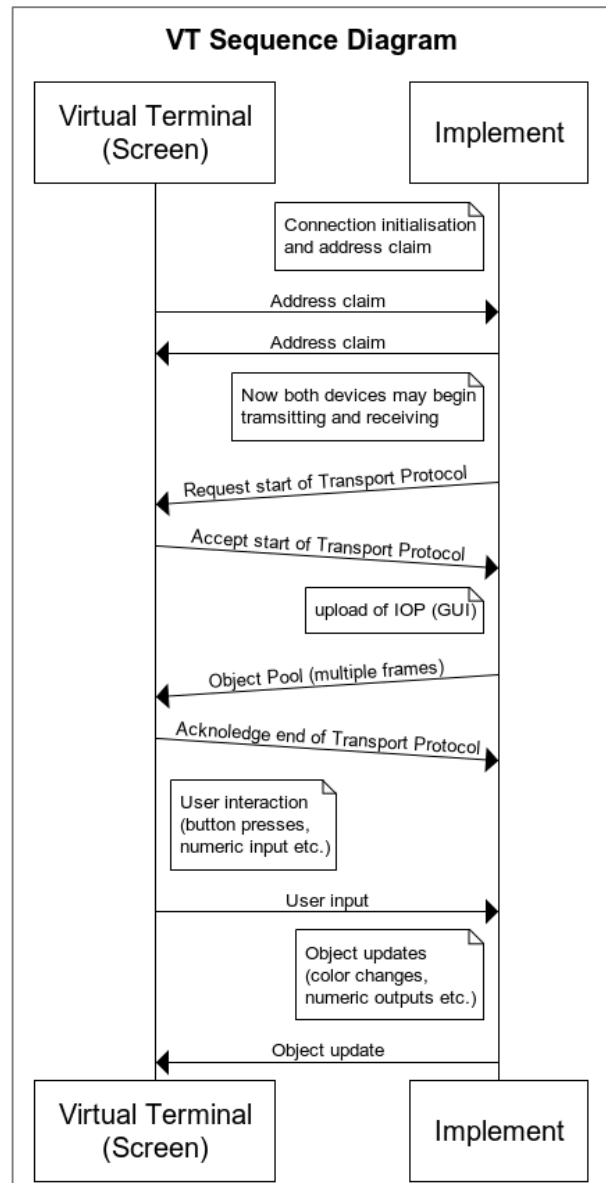 VT Sequence Diagram
Virtual Terminal
(Screen)
Implement
Connection initialisation
and address claim
Address claim
Address claim
Now both devices may begin
tramsitting and receiving
Request start of Transport Protocol
Accept start of Transport Protocol
upload of IOP (GUI)
Object Pool (multiple frames)
Acknoledge end of Transport Protocol
User interaction
(button presses,
numeric input etc.)
User input
Object updates
(color changes,
numeric outputs etc.)
Object update
Virtual Terminal
(Screen)
Implement